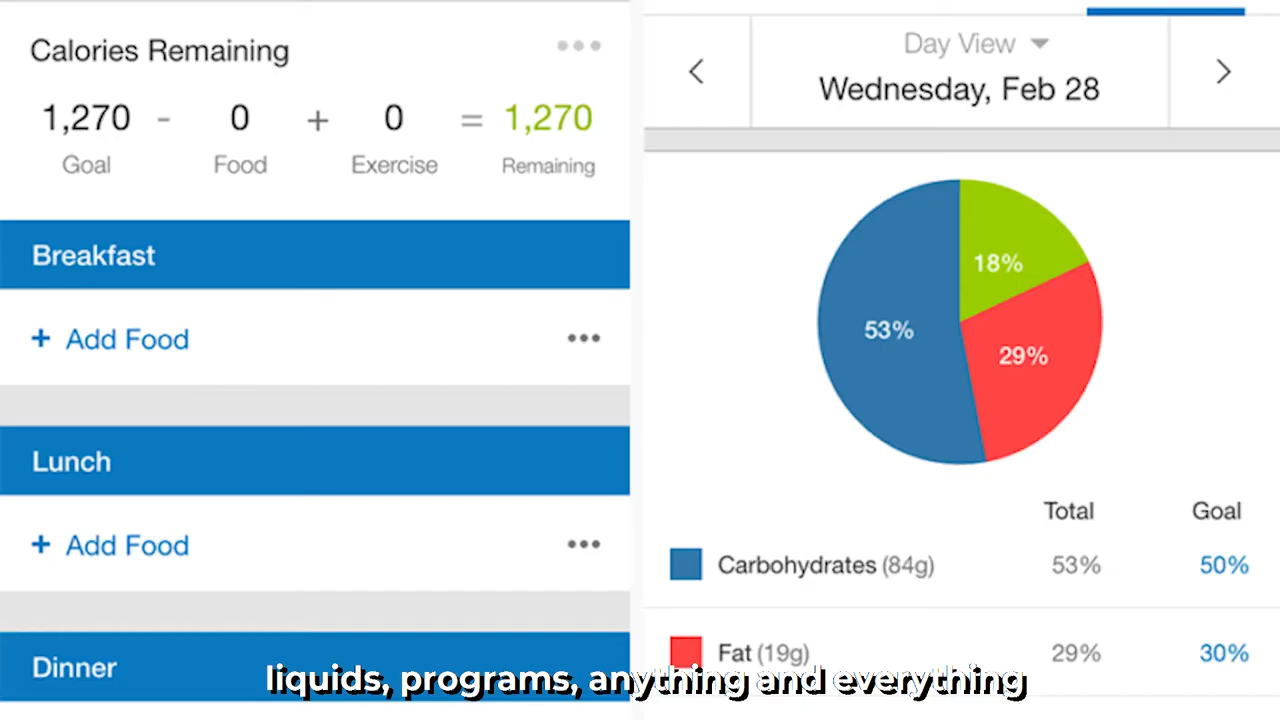 Calories Remaining
1,270 - 0 + 0 = 1,270
Goal Food Exercise Remaining
Breakfast
+ Add Food
Lunch
+ Add Food
Dinner
Day View
Wednesday, Feb 28
18%
53%
29%
Total Goal
Carbohydrates (84g) 53% 50%
Fat (19g) 29% 30%
liquids, programs, anything and everything